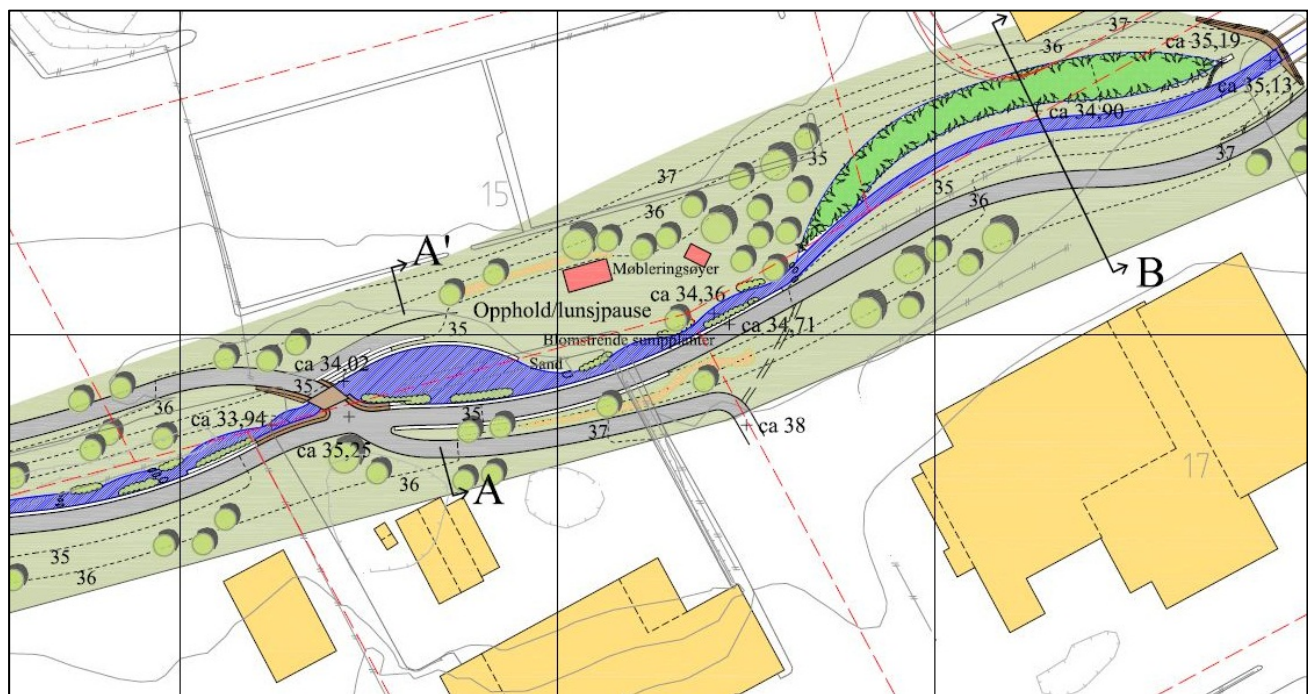 37
ca 35,19
36
ca 35,13
ca 34,90
35
37
37
15
36
35
36
A'
Møbleringsøyer
B
ca 34,36
Opphold/lunsjpause
35
ca 34,71
Blomstrende sumpplanter
Sand
ca 34,02
35
36
ca 33,94
35
37
ca 38
ca 35,25
17
36
A
35
36